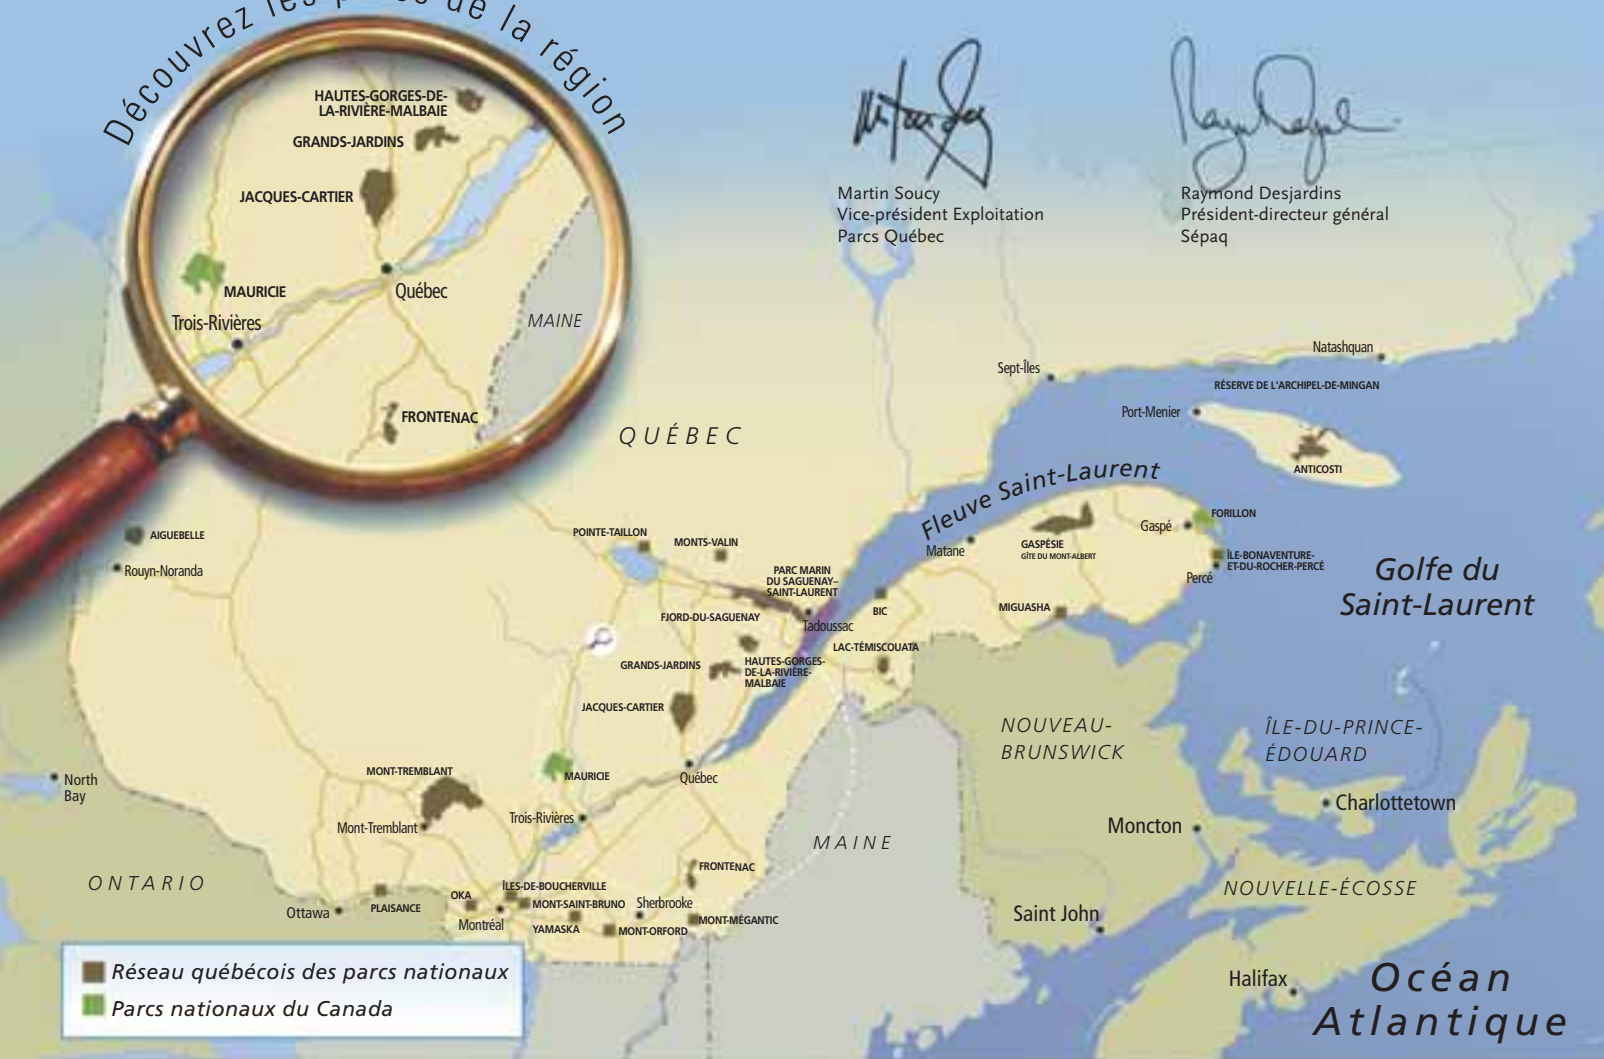 Découvrez les parcs de la région
HAUTES-GORGES-DE-
LA-RIVIÈRE-MALBAIE
GRANDS-JARDINS
JACQUES-CARTIER
MAURICIE
Québec
Trois-Rivières
MAINE
FRONTENAC
Martin Soucy
Vice-président Exploitation
Parcs Québec
Raymond Desjardins
Président-directeur général
Sépaq
Natashquan
Sept-Îles
RÉSERVE DE L'ARCHIPEL-DE-MINGAN
Port-Menier
ANTICOSTI
QUÉBEC
Fleuve Saint-Laurent
AIGUEBELLE
Rouyn-Noranda
POINTE-TAILLON
MONTS-VALIN
PARC MARIN
DU SAGUENAY–
SAINT-LAURENT
FJORD-DU-SAGUENAY
Tadoussac
BIC
Matane
GASPÉSIE
GÎTE DU MONT-ALBERT
Gaspé
FORILLON
ÎLE-BONAVENTURE-
ET-DU-ROCHER-PERCÉ
Percé
MIGUASHA
Golfe du
Saint-Laurent
LAC-TÉMISCOUATA
GRANDS-JARDINS
HAUTES-GORGES-
DE-LA-RIVIÈRE-
MALBAIE
JACQUES-CARTIER
NOUVEAU-
BRUNSWICK
ÎLE-DU-PRINCE-
ÉDOUARD
North
Bay
MONT-TREMBLANT
MAURICIE
Québec
Mont-Tremblant
Trois-Rivières
Charlottetown
Moncton
MAINE
ONTARIO
FRONTENAC
NOUVELLE-ÉCOSSE
Ottawa
PLAISANCE
OKA
ÎLES-DE-BOUCHERVILLE
MONT-SAINT-BRUNO
Sherbrooke
Montréal
YAMASKA
MONT-ORFORD
MONT-MÉGANTIC
Saint John
Halifax
Océan
Atlantique
Réseau québécois des parcs nationaux
Parcs nationaux du Canada